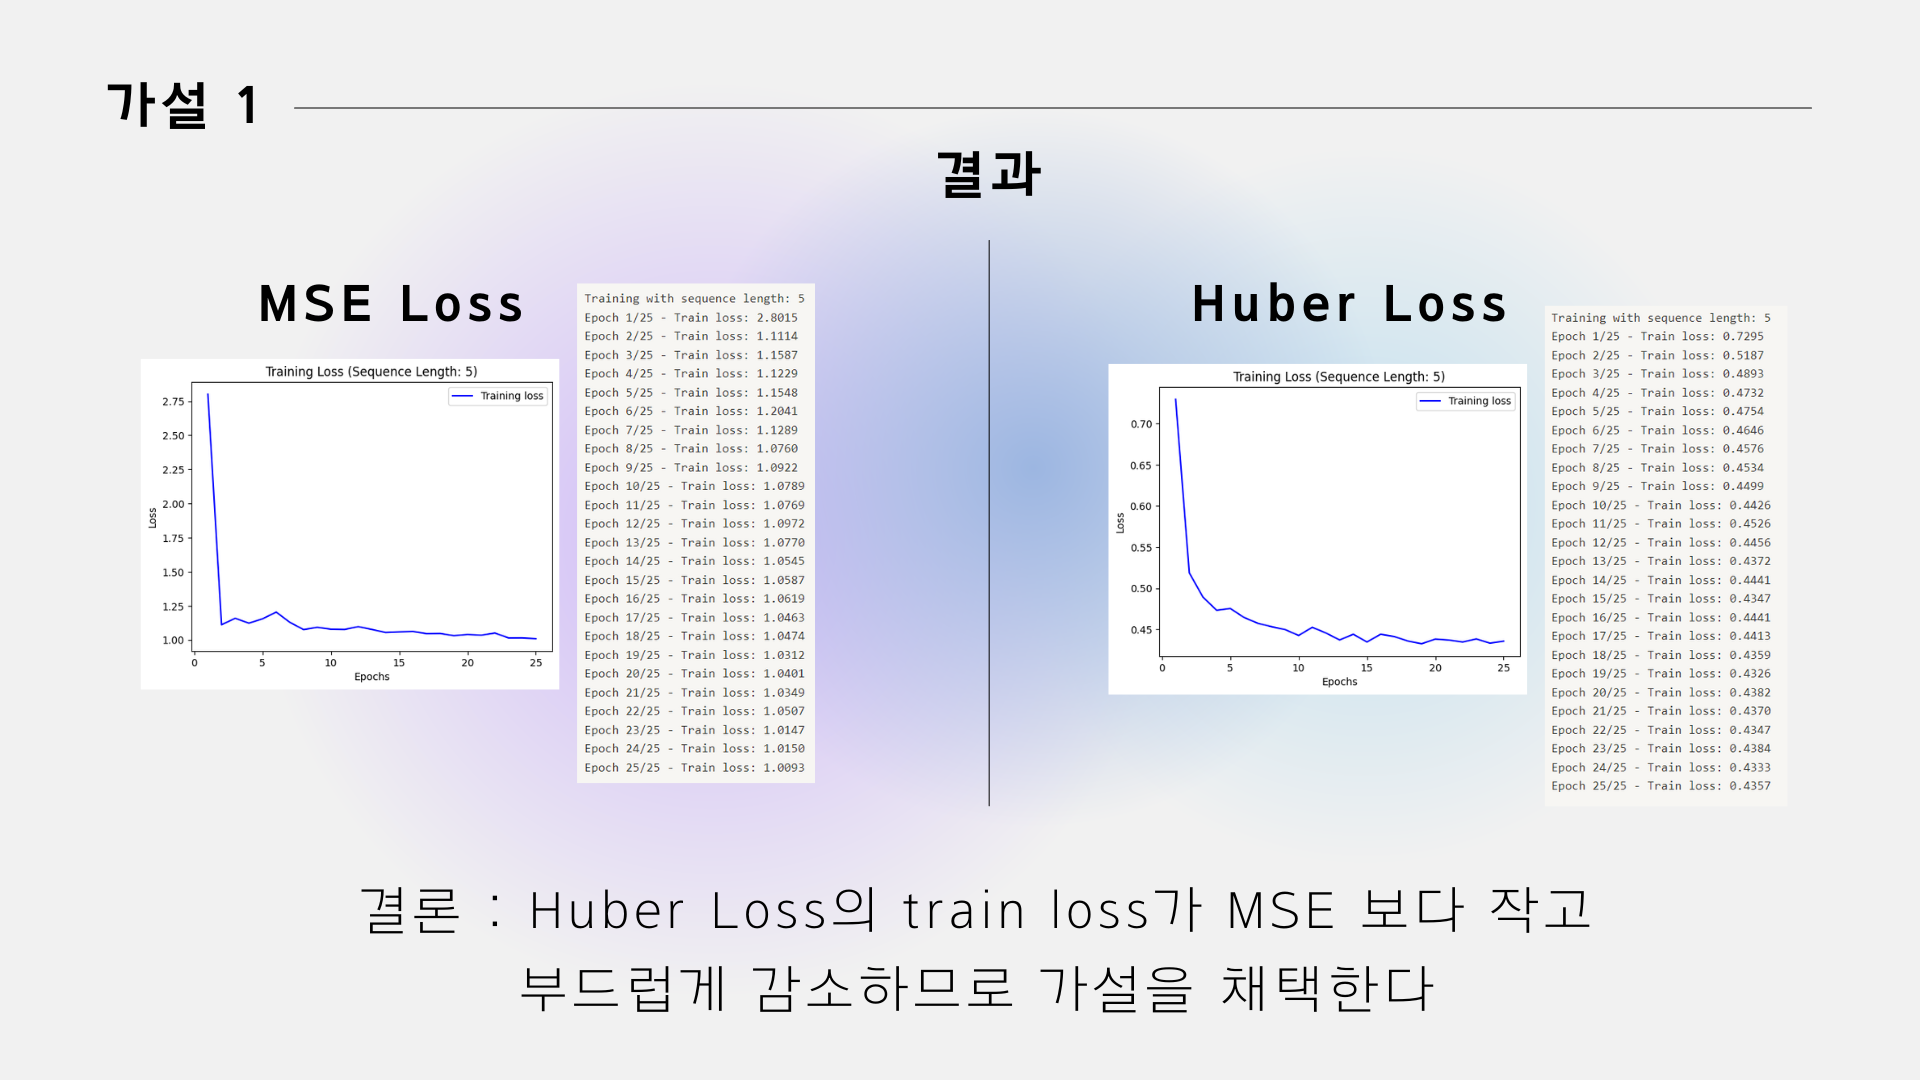 가설 1
결과
MSE Loss
Training Loss (Sequence Length: 5)
Training loss
2.75
2.50
2.25
2.00
1.75
1.50
1.25
1.00
Loss
0 5 10 15 20 25
Epochs
Training with sequence length: 5
Epoch 1/25 - Train loss: 2.8015
Epoch 2/25 - Train loss: 1.1114
Epoch 3/25 - Train loss: 1.1587
Epoch 4/25 - Train loss: 1.1229
Epoch 5/25 - Train loss: 1.1548
Epoch 6/25 - Train loss: 1.2041
Epoch 7/25 - Train loss: 1.1289
Epoch 8/25 - Train loss: 1.0760
Epoch 9/25 - Train loss: 1.0922
Epoch 10/25 - Train loss: 1.0789
Epoch 11/25 - Train loss: 1.0769
Epoch 12/25 - Train loss: 1.0972
Epoch 13/25 - Train loss: 1.0770
Epoch 14/25 - Train loss: 1.0545
Epoch 15/25 - Train loss: 1.0587
Epoch 16/25 - Train loss: 1.0619
Epoch 17/25 - Train loss: 1.0463
Epoch 18/25 - Train loss: 1.0474
Epoch 19/25 - Train loss: 1.0312
Epoch 20/25 - Train loss: 1.0401
Epoch 21/25 - Train loss: 1.0349
Epoch 22/25 - Train loss: 1.0507
Epoch 23/25 - Train loss: 1.0147
Epoch 24/25 - Train loss: 1.0150
Epoch 25/25 - Train loss: 1.0093
Huber Loss
Training Loss (Sequence Length: 5)
Training loss
0.70
0.65
0.60
0.55
0.50
0.45
Loss
0 5 10 15 20 25
Epochs
Training with sequence length: 5
Epoch 1/25 - Train loss: 0.7295
Epoch 2/25 - Train loss: 0.5187
Epoch 3/25 - Train loss: 0.4893
Epoch 4/25 - Train loss: 0.4732
Epoch 5/25 - Train loss: 0.4754
Epoch 6/25 - Train loss: 0.4646
Epoch 7/25 - Train loss: 0.4576
Epoch 8/25 - Train loss: 0.4534
Epoch 9/25 - Train loss: 0.4499
Epoch 10/25 - Train loss: 0.4426
Epoch 11/25 - Train loss: 0.4526
Epoch 12/25 - Train loss: 0.4456
Epoch 13/25 - Train loss: 0.4372
Epoch 14/25 - Train loss: 0.4441
Epoch 15/25 - Train loss: 0.4347
Epoch 16/25 - Train loss: 0.4441
Epoch 17/25 - Train loss: 0.4413
Epoch 18/25 - Train loss: 0.4359
Epoch 19/25 - Train loss: 0.4326
Epoch 20/25 - Train loss: 0.4382
Epoch 21/25 - Train loss: 0.4370
Epoch 22/25 - Train loss: 0.4347
Epoch 23/25 - Train loss: 0.4384
Epoch 24/25 - Train loss: 0.4333
Epoch 25/25 - Train loss: 0.4357
결론 : Huber Loss의 train loss가 MSE 보다 작고
부드럽게 감소하므로 가설을 채택한다